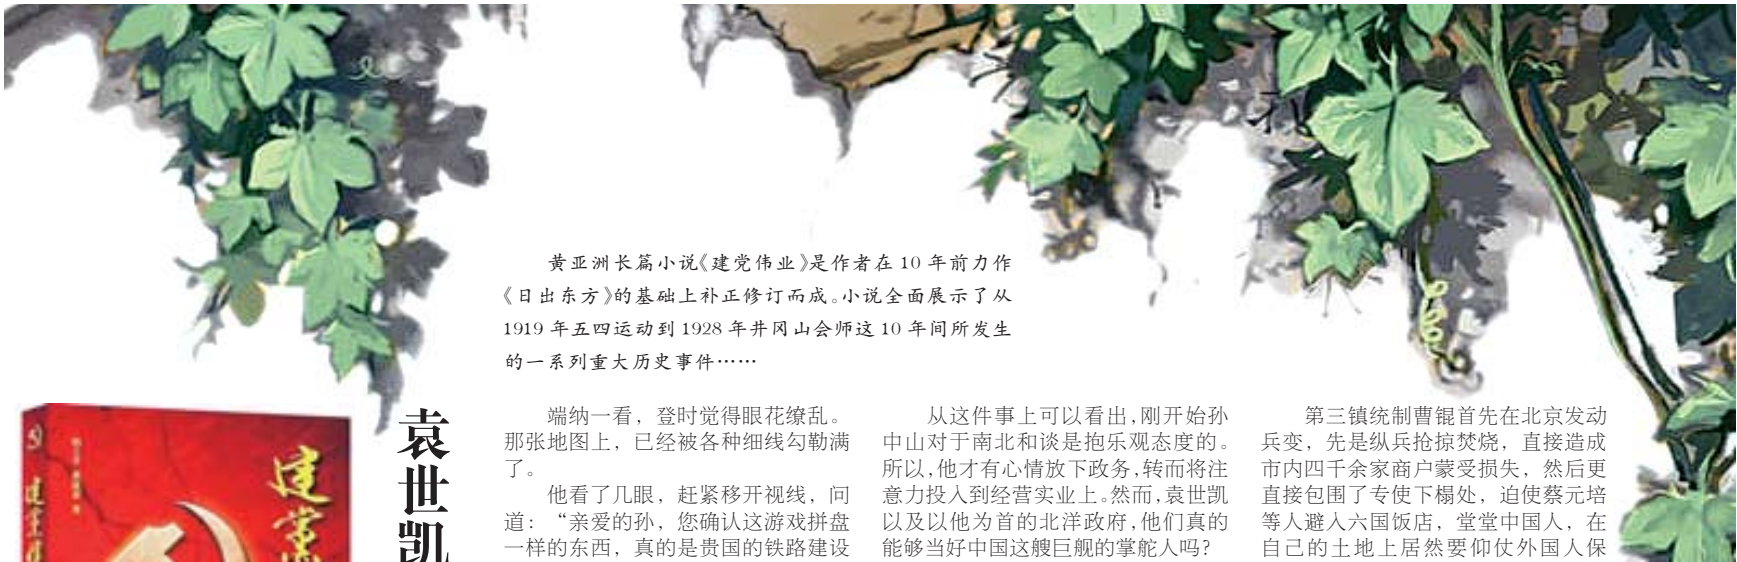 黄亚洲长篇小说《建党伟业》是作者在 10 年前力作
《日出东方》的基础上补正修订而成。小说全面展示了从
1919 年五四运动到 1928 年井冈山会师这 10 年间所发生
的一系列重大历史事件……
建党
袁世凯
端纳一看，登时觉得眼花缭乱。
那张地图上，已经被各种细线勾勒满
了。
他看了几眼，赶紧移开视线，问
道：“亲爱的孙，您确认这游戏拼盘
一样的东西，真的是贵国的铁路建设
从这件事上可以看出，刚开始孙
中山对于南北和谈是抱乐观态度的。
所以，他才有心情放下政务，转而将注
意力投入到经营实业上。然而，袁世凯
以及以他为首的北洋政府，他们真的
能够当好中国这艘巨舰的掌舵人吗？
第三镇统制曹锟首先在北京发动
兵变，先是纵兵抢掠焚烧，直接造成
市内四千余家商户蒙受损失，然后更
直接包围了专使下榻处，迫使蔡元培
等人避入六国饭店，堂堂中国人，在
自己的土地上居然要仰仗外国人保